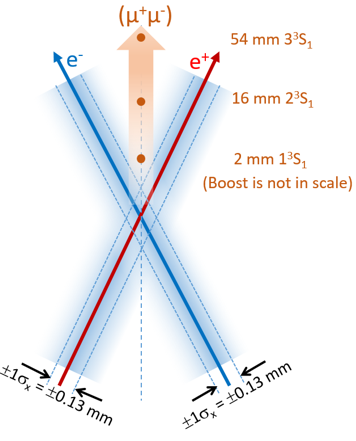 (μ⁺μ⁻)
54 mm 3³S₁
e⁻
e⁺
16 mm 2³S₁
2 mm 1³S₁
(Boost is not in scale)
±1σₓ = ±0.13 mm
±1σₓ = ±0.13 mm